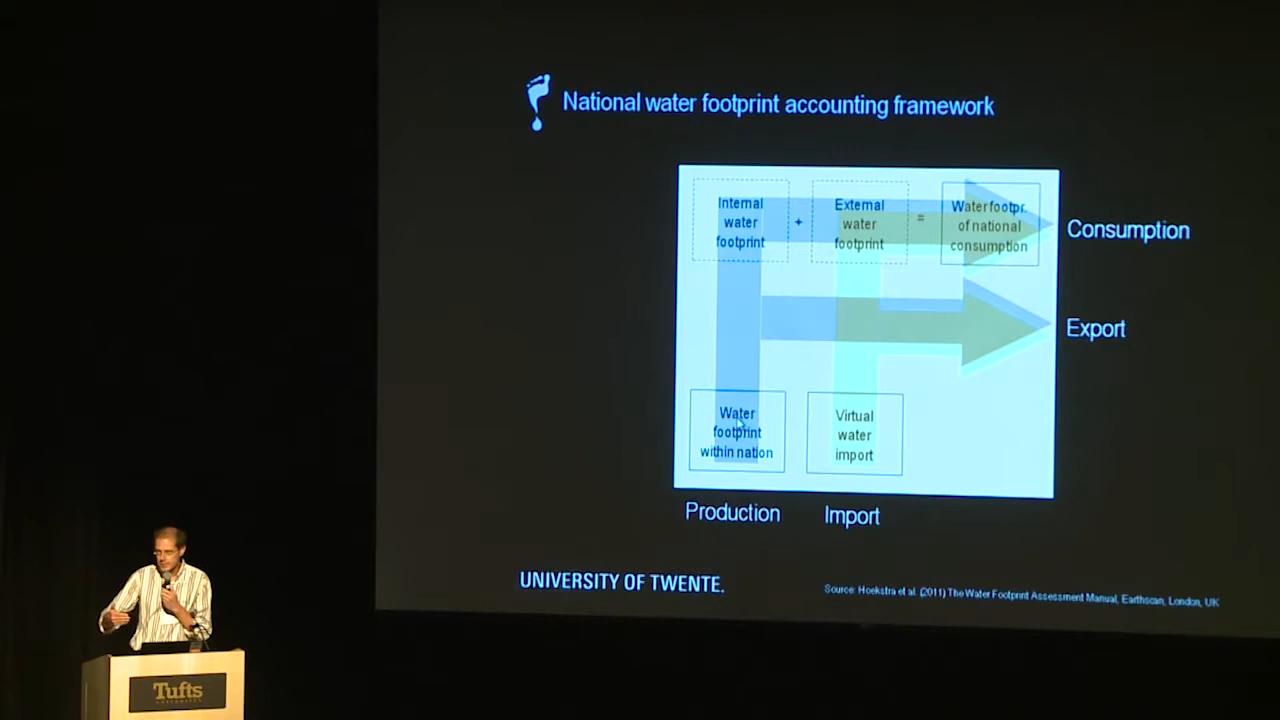 National water footprint accounting framework
Internal
water
footprint
+
External
water
footprint
=
Water footpr.
of national
consumption
Consumption
Export
Water
footprint
within nation
Virtual
water
import
Production
Import
UNIVERSITY OF TWENTE.
Source: Hoekstra et al. (2011) The Water Footprint Assessment Manual, Earthscan, London, UK
Tufts
UNIVERSITY